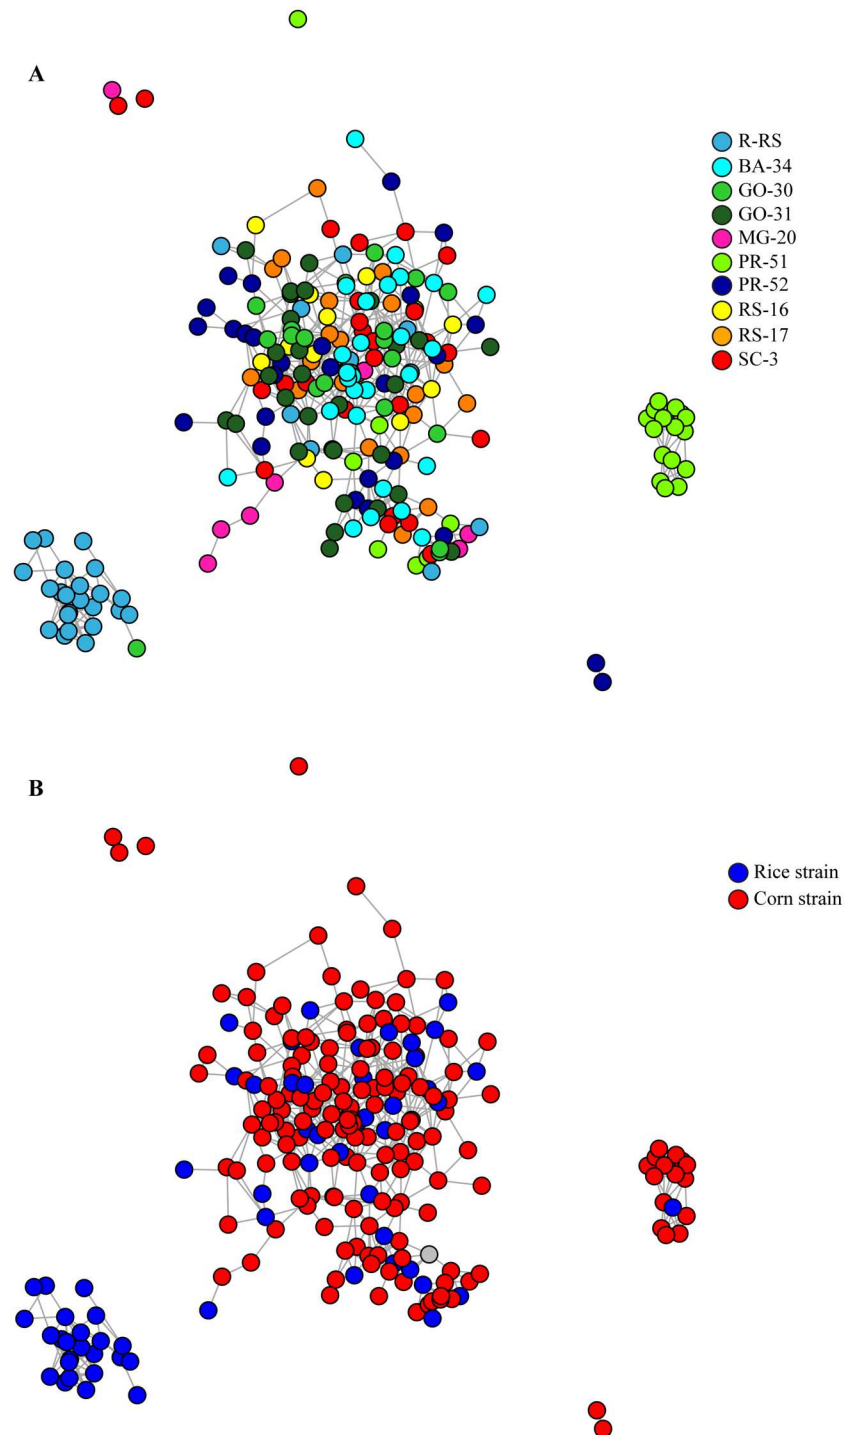 A
R-RS
BA-34
GO-30
GO-31
MG-20
PR-51
PR-52
RS-16
RS-17
SC-3
B
Rice strain
Corn strain